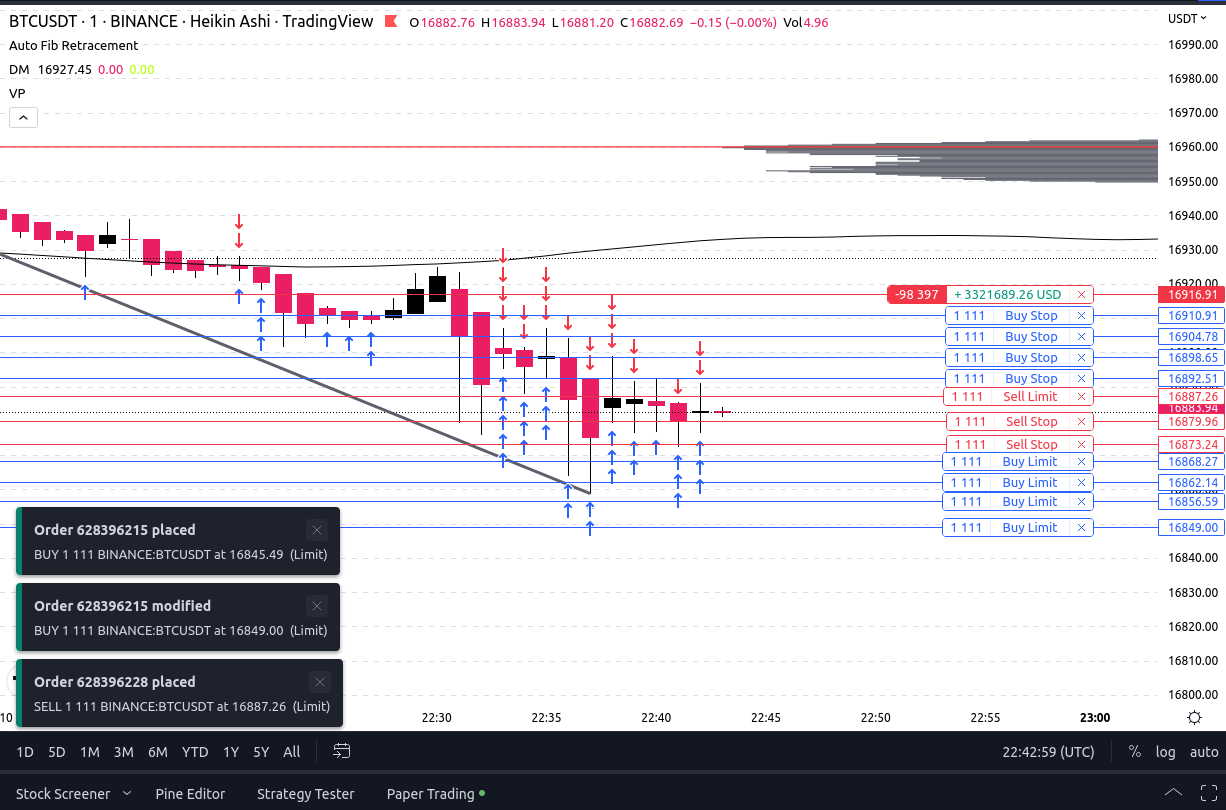 BTCUSDT · 1 · BINANCE · Heikin Ashi · TradingView O16882.76 H16883.94 L16881.20 C16882.69 −0.15 (−0.00%) Vol4.96
USDT
Auto Fib Retracement
DM 16927.45 0.00 0.00
VP
16990.00
16980.00
16970.00
16960.00
16950.00
16940.00
16930.00
16920.00
-98 397 + 3321689.26 USD × 16916.91
1 111 Buy Stop × 16910.91
1 111 Buy Stop × 16904.78
1 111 Buy Stop × 16898.65
1 111 Buy Stop × 16892.51
1 111 Sell Limit × 16887.26
16883.94
1 111 Sell Stop × 16879.96
1 111 Sell Stop × 16873.24
1 111 Buy Limit × 16868.27
1 111 Buy Limit × 16862.14
1 111 Buy Limit × 16856.59
1 111 Buy Limit × 16849.00
16840.00
16830.00
16820.00
16810.00
16800.00
Order 628396215 placed
BUY 1 111 BINANCE:BTCUSDT at 16845.49 (Limit)
Order 628396215 modified
BUY 1 111 BINANCE:BTCUSDT at 16849.00 (Limit)
Order 628396228 placed
SELL 1 111 BINANCE:BTCUSDT at 16887.26 (Limit)
10 22:30 22:35 22:40 22:45 22:50 22:55 23:00
1D 5D 1M 3M 6M YTD 1Y 5Y All 22:42:59 (UTC) % log auto
Stock Screener Pine Editor Strategy Tester Paper Trading